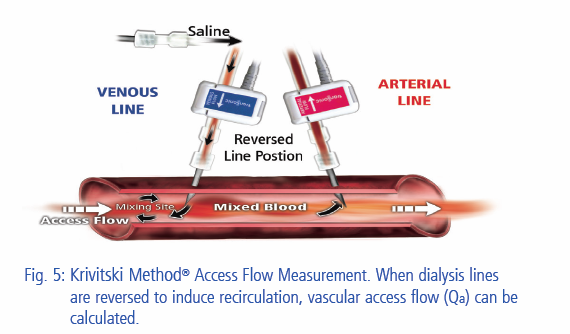 Saline
VENOUS
LINE
ARTERIAL
LINE
Reversed
Line Postion
Mixing Site
Mixed Blood
Access Flow
Fig. 5: Krivitski Method® Access Flow Measurement. When dialysis lines
are reversed to induce recirculation, vascular access flow (Qa) can be
calculated.